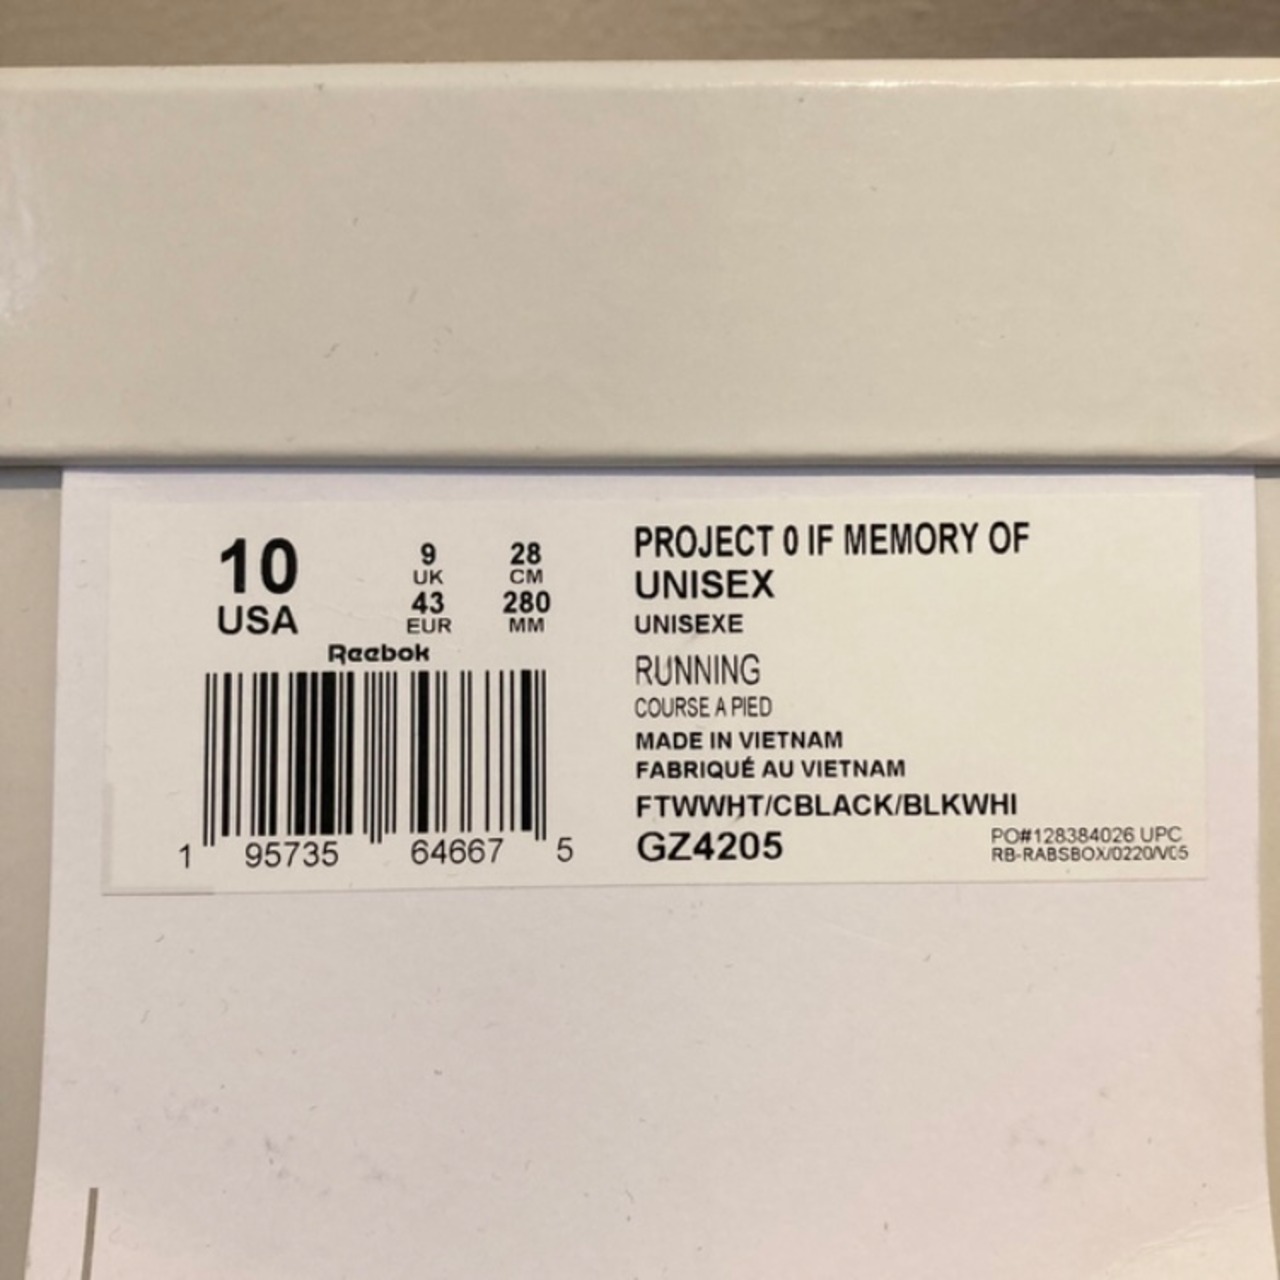 10
USA
9
UK
43
EUR
28
CM
280
MM
Reebok
1 95735 64667 5
PROJECT 0 IF MEMORY OF
UNISEX
UNISEXE
RUNNING
COURSE A PIED
MADE IN VIETNAM
FABRIQUÉ AU VIETNAM
FTWWHT/CBLACK/BLKWHI
GZ4205
PO#128384026 UPC
RB-RABSBOX/0220/V05